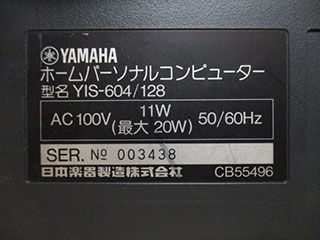 YAMAHA
ホームパーソナルコンピューター
型名 YIS-604/128
AC100V 11W (最大 20W) 50/60Hz
SER. Nº 003438
日本楽器製造株式会社 CB55496